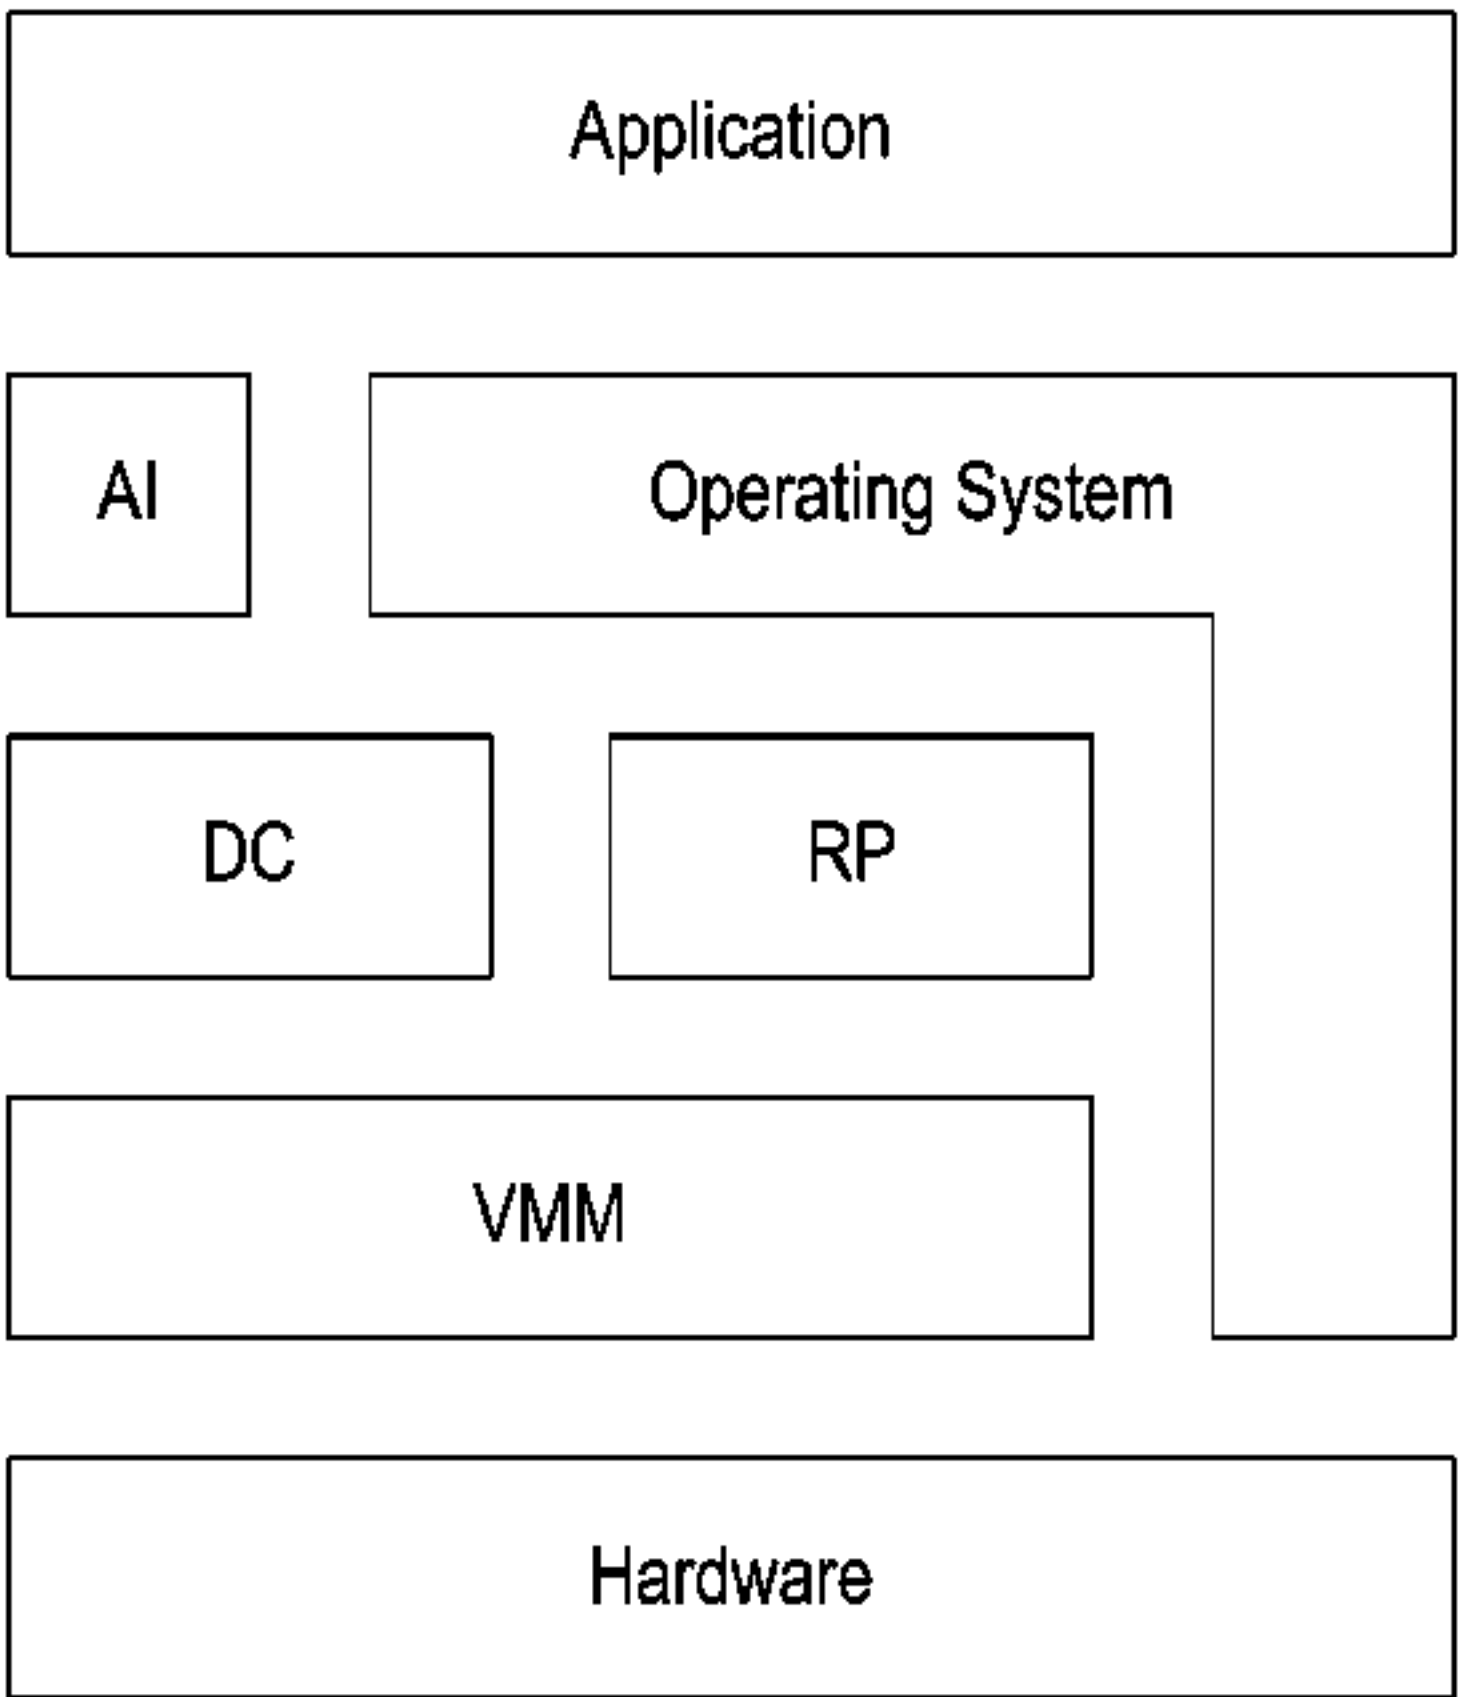 Application
AI
Operating System
DC
RP
VMM
Hardware